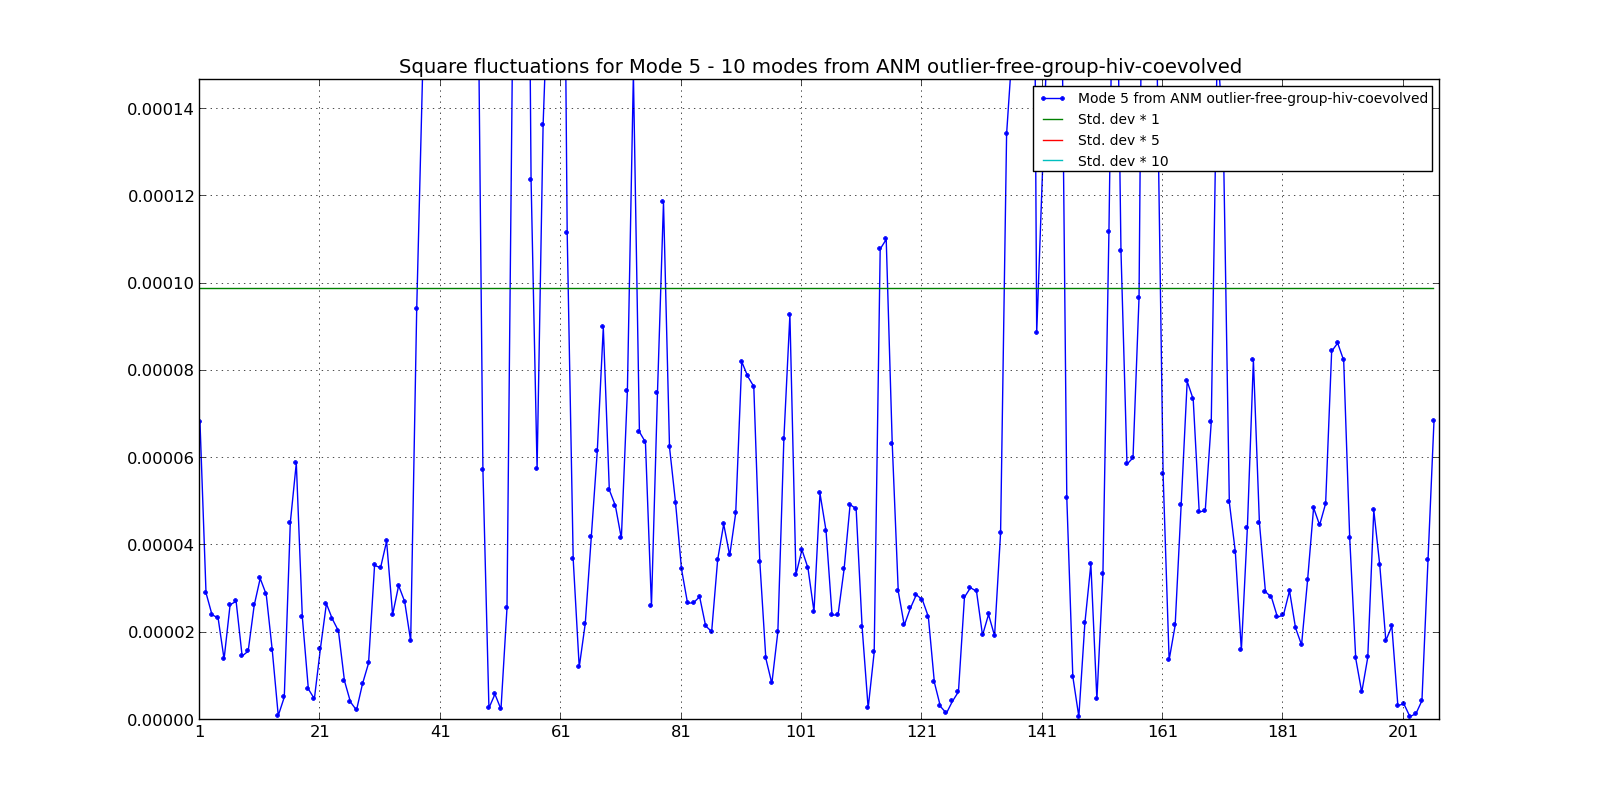 Square fluctuations for Mode 5 - 10 modes from ANM outlier-free-group-hiv-coevolved
Mode 5 from ANM outlier-free-group-hiv-coevolved
Std. dev * 1
Std. dev * 5
Std. dev * 10
0.00014
0.00012
0.00010
0.00008
0.00006
0.00004
0.00002
0.00000
1 21 41 61 81 101 121 141 161 181 201